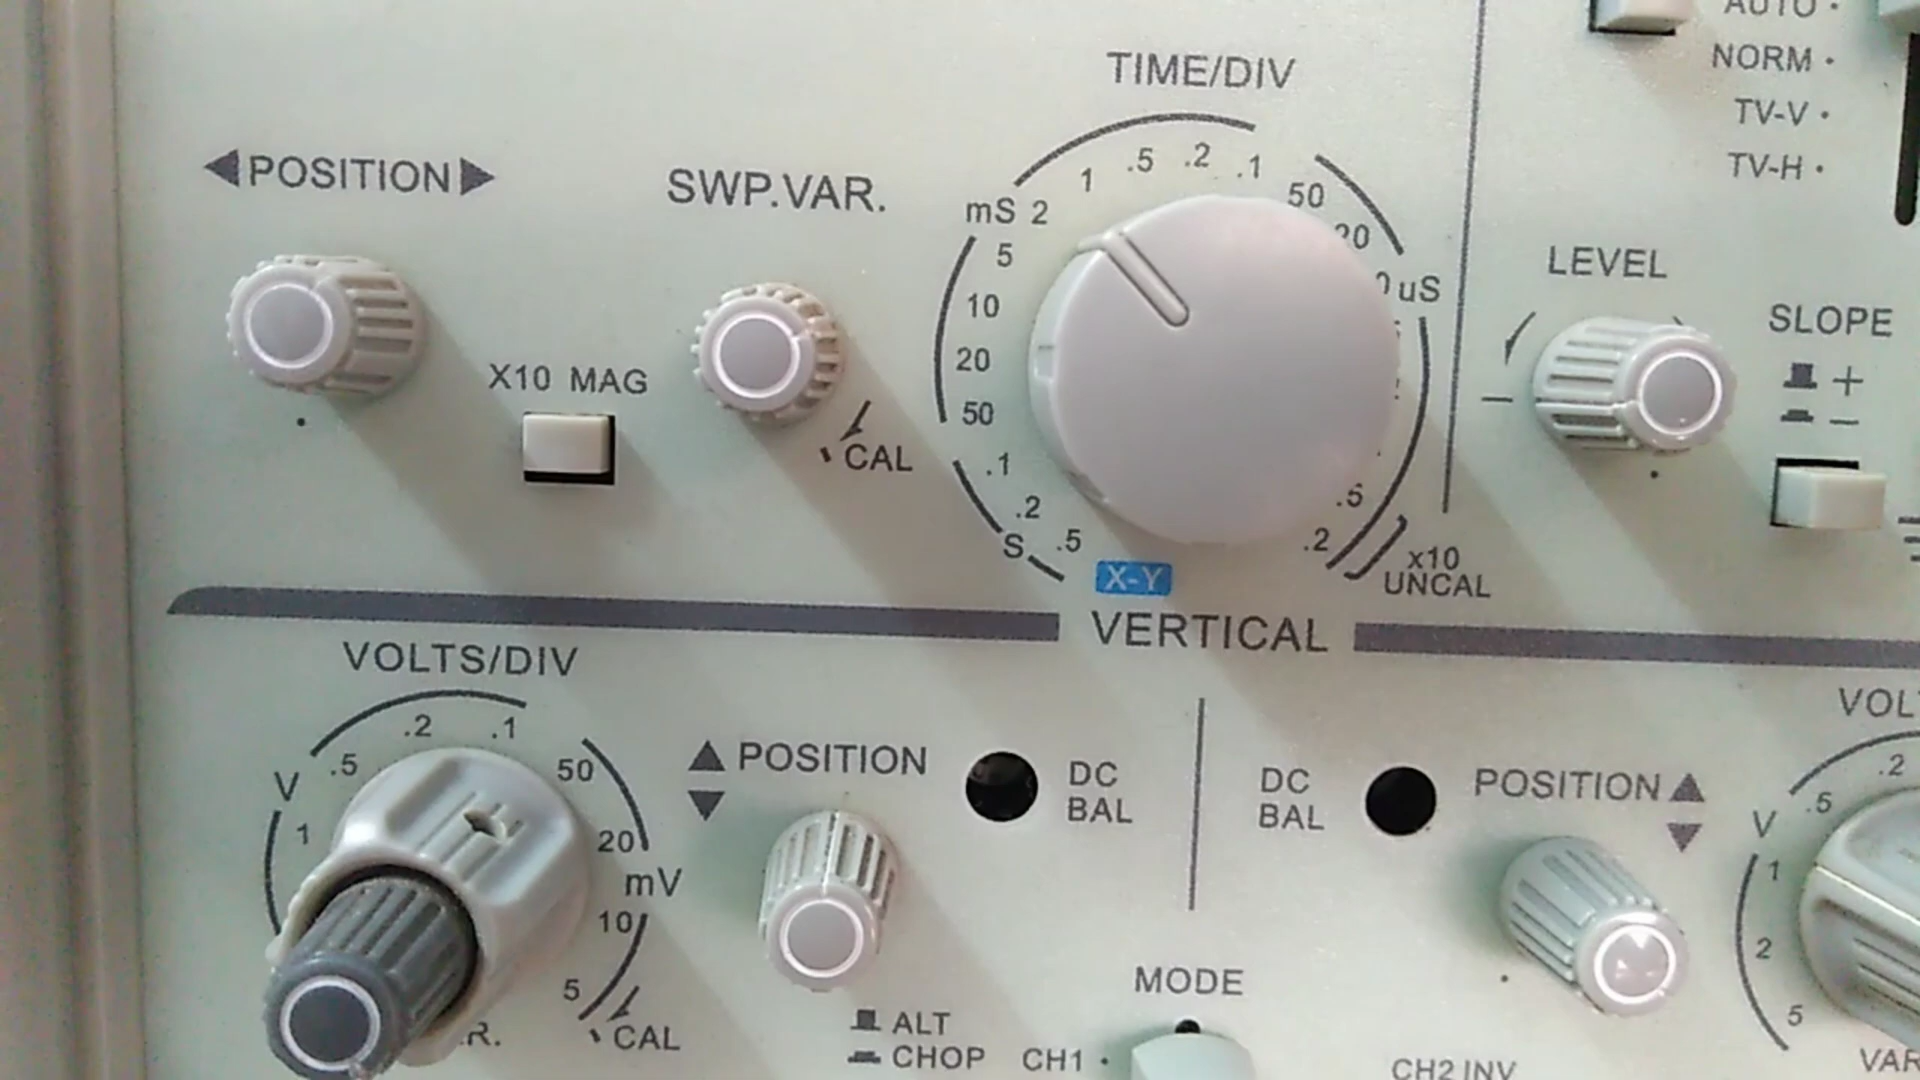 AUTO
TIME/DIV
NORM
TV-V
TV-H
POSITION
SWP.VAR.
mS 2 1 .5 .2 .1 50 20 uS
5
10
20
50
.1
.2
S .5
.5
.2
X-Y
x10
UNCAL
LEVEL
SLOPE
+
−
−
X10 MAG
CAL
VERTICAL
VOLTS/DIV
V .5 .2 .1 50
1
20
mV
10
5
CAL
POSITION
DC
BAL
DC
BAL
POSITION
V .5 .2
1
2
5
MODE
ALT
CHOP
CH1
CH2 INV